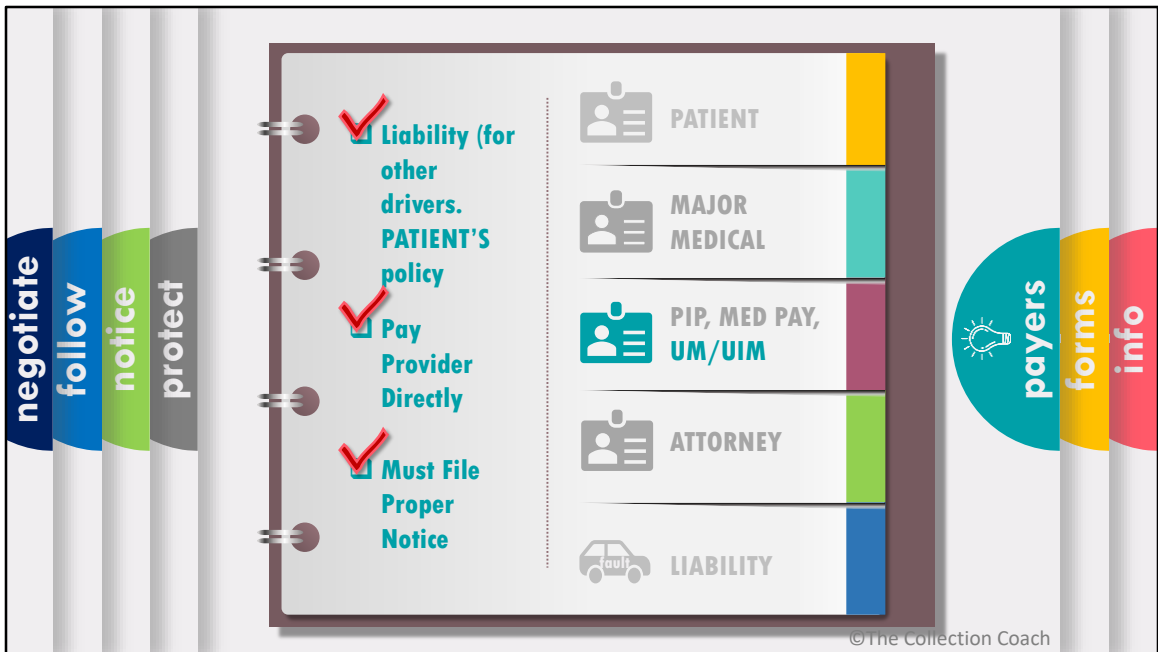 negotiate
follow
notice
protect
Liability (for
other
drivers.
PATIENT'S
policy
Pay
Provider
Directly
Must File
Proper
Notice
PATIENT
MAJOR
MEDICAL
PIP, MED PAY,
UM/UIM
ATTORNEY
fault
LIABILITY
payers
forms
info
©The Collection Coach